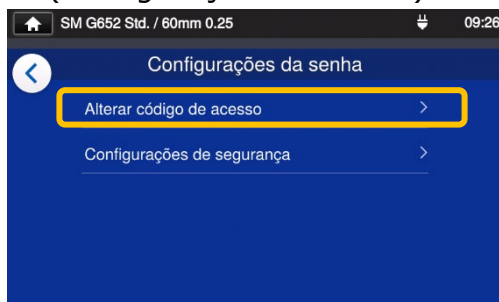 SM G652 Std. / 60mm 0.25 09:26
Configurações da senha
Alterar código de acesso
Configurações de segurança